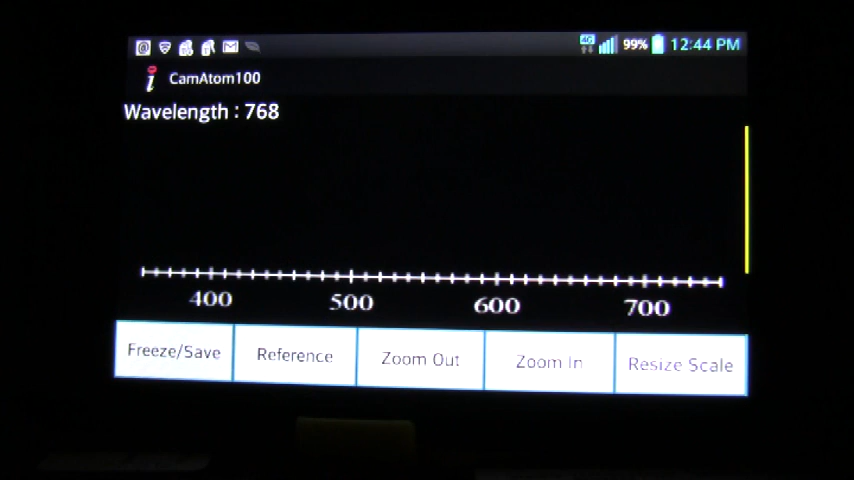 4G 99% 12:44 PM
CamAtom100
Wavelength : 768
400 500 600 700
Freeze/Save Reference Zoom Out Zoom In Resize Scale